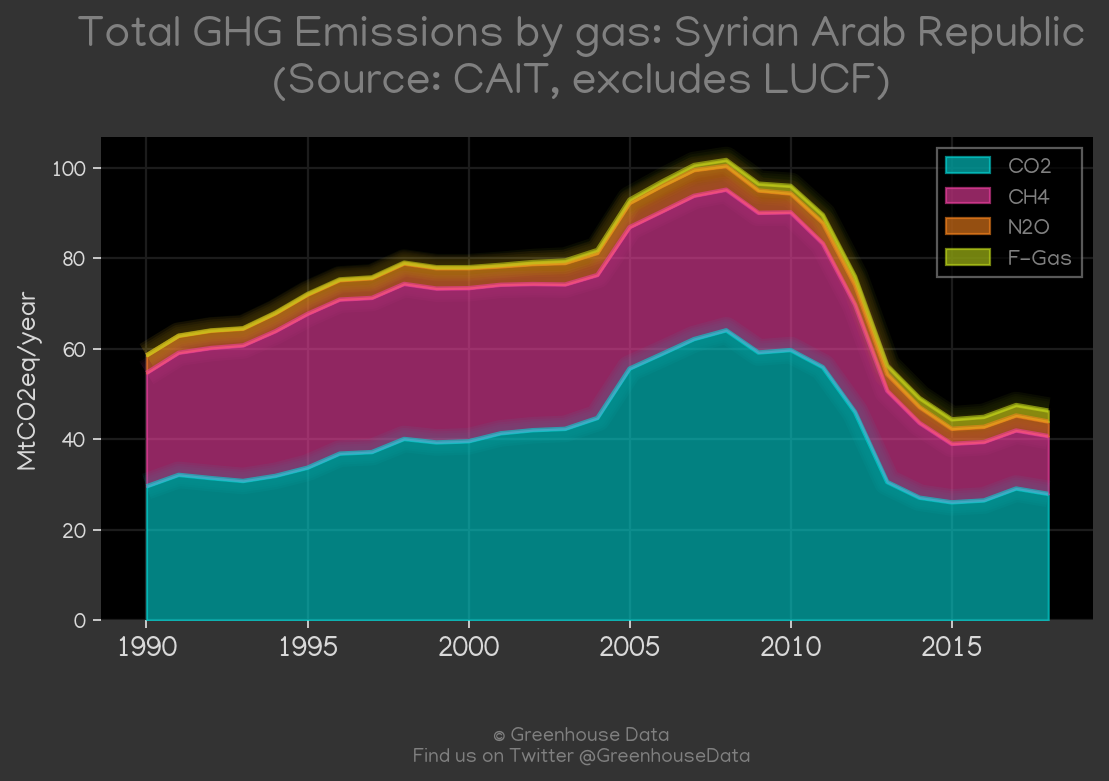 Total GHG Emissions by gas: Syrian Arab Republic
(Source: CAIT, excludes LUCF)
MtCO2eq/year
100
80
60
40
20
0
1990 1995 2000 2005 2010 2015
CO2
CH4
N2O
F-Gas
© Greenhouse Data
Find us on Twitter @GreenhouseData